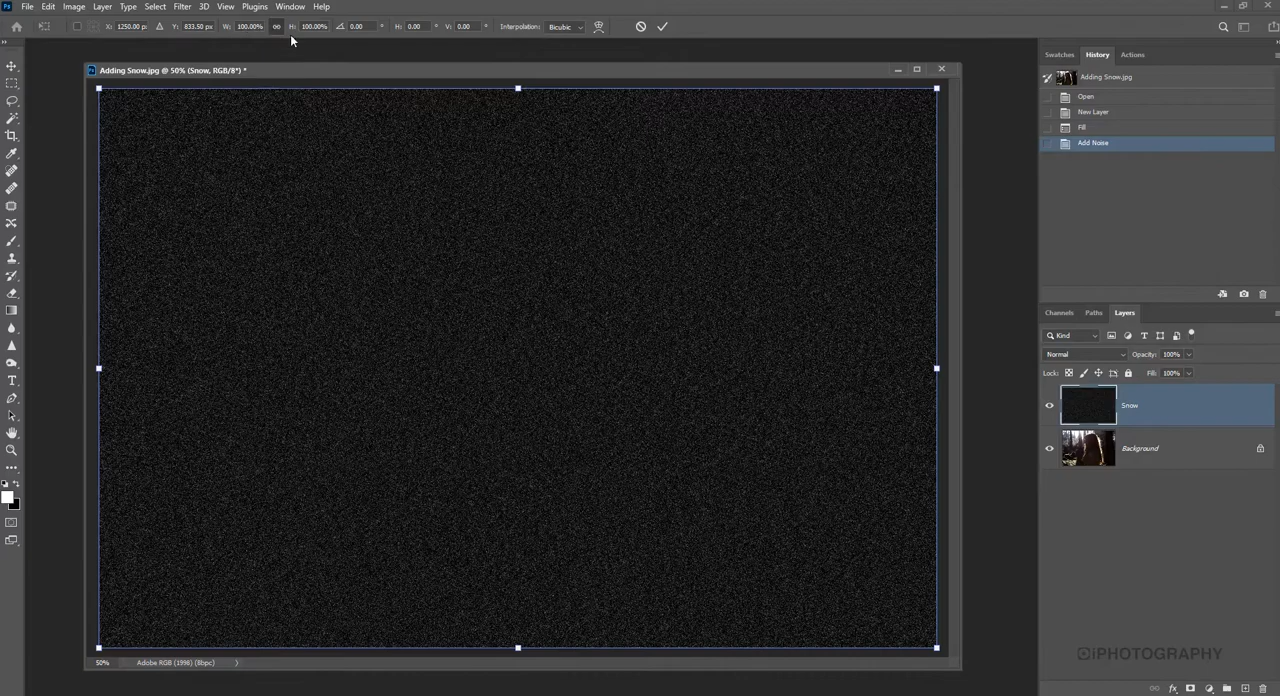 Ps File Edit Image Layer Type Select Filter 3D View Plugins Window Help
X: 1250.00 px Y: 833.50 px W: 100.00% H: 100.00% 0.00 ° H: 0.00 ° V: 0.00 ° Interpolation: Bicubic
Adding Snow.jpg @ 50% (Snow, RGB/8*) *
50% Adobe RGB (1998) (8bpc)
Swatches History Actions
Adding Snow.jpg
Open
New Layer
Fill
Add Noise
Channels Paths Layers
Kind
Normal Opacity: 100%
Lock: Fill: 100%
Snow
Background
iPHOTOGRAPHY